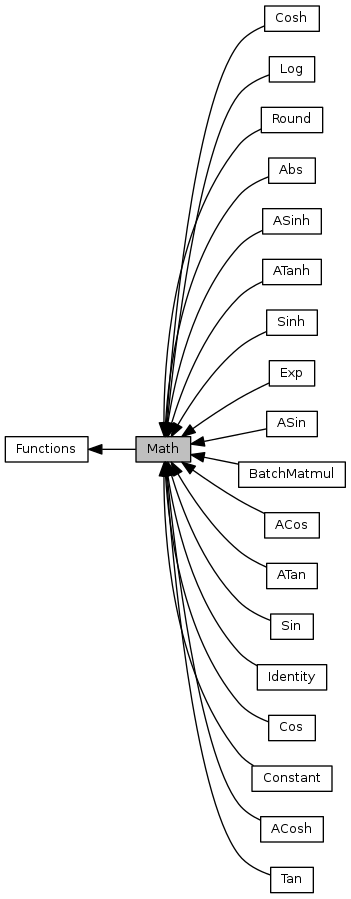 Cosh
Log
Round
Abs
ASinh
ATanh
Sinh
Exp
ASin
Functions
Math
BatchMatmul
ACos
ATan
Sin
Identity
Cos
Constant
ACosh
Tan